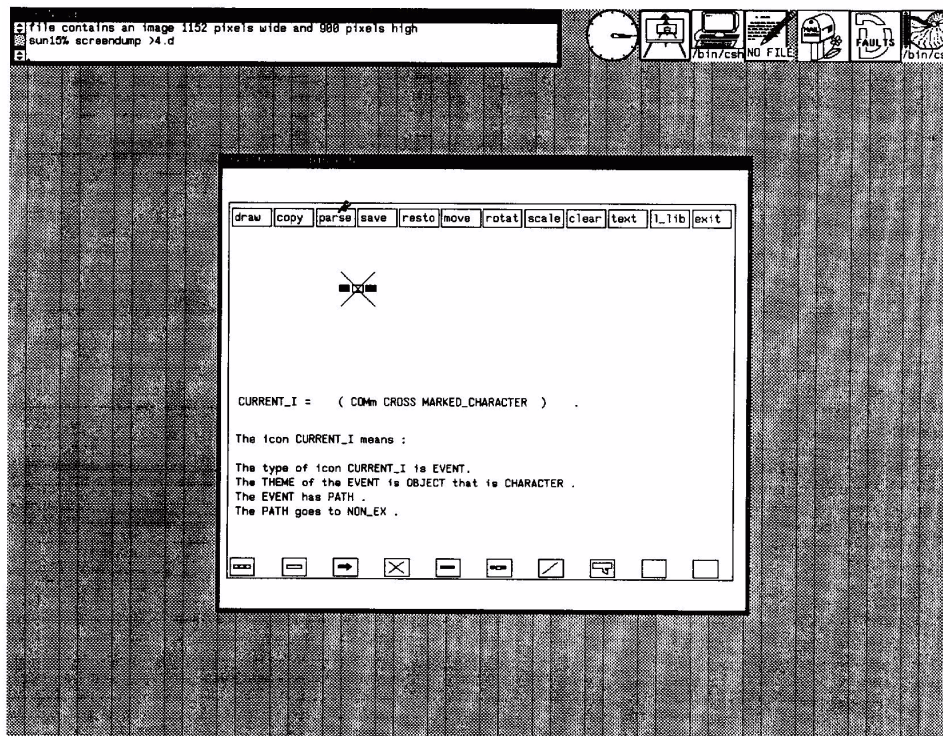 file contains an image 1152 pixels wide and 900 pixels high
sun15% screendump >4.d
/bin/csh
NO FILE
MAIL
FAULTS
/bin/cs
draw copy parse save resto move rotat scale clear text l_lib exit
CURRENT_I = ( COMm CROSS MARKED_CHARACTER ) .
The icon CURRENT_I means :
The type of icon CURRENT_I is EVENT.
The THEME of the EVENT is OBJECT that is CHARACTER .
The EVENT has PATH .
The PATH goes to NON_EX .